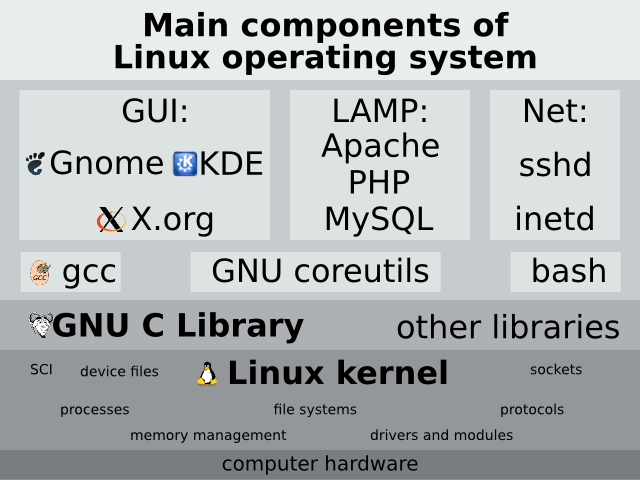 Main components of
Linux operating system
GUI:
Gnome KDE
X.org
LAMP:
Apache
PHP
MySQL
Net:
sshd
inetd
gcc
GNU coreutils
bash
GNU C Library
other libraries
SCI
device files
Linux kernel
sockets
processes
file systems
protocols
memory management
drivers and modules
computer hardware